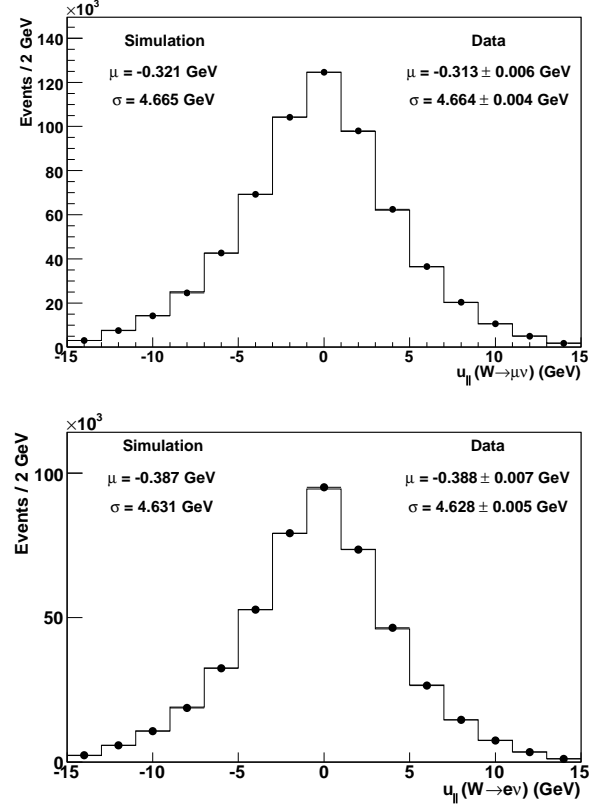 ×10³
Events / 2 GeV
140
120
100
80
60
40
20
0
Simulation
μ = -0.321 GeV
σ = 4.665 GeV
Data
μ = -0.313 ± 0.006 GeV
σ = 4.664 ± 0.004 GeV
-15 -10 -5 0 5 10 15
u|| (W→μν) (GeV)
×10³
Events / 2 GeV
100
50
0
Simulation
μ = -0.387 GeV
σ = 4.631 GeV
Data
μ = -0.388 ± 0.007 GeV
σ = 4.628 ± 0.005 GeV
-15 -10 -5 0 5 10 15
u|| (W→eν) (GeV)